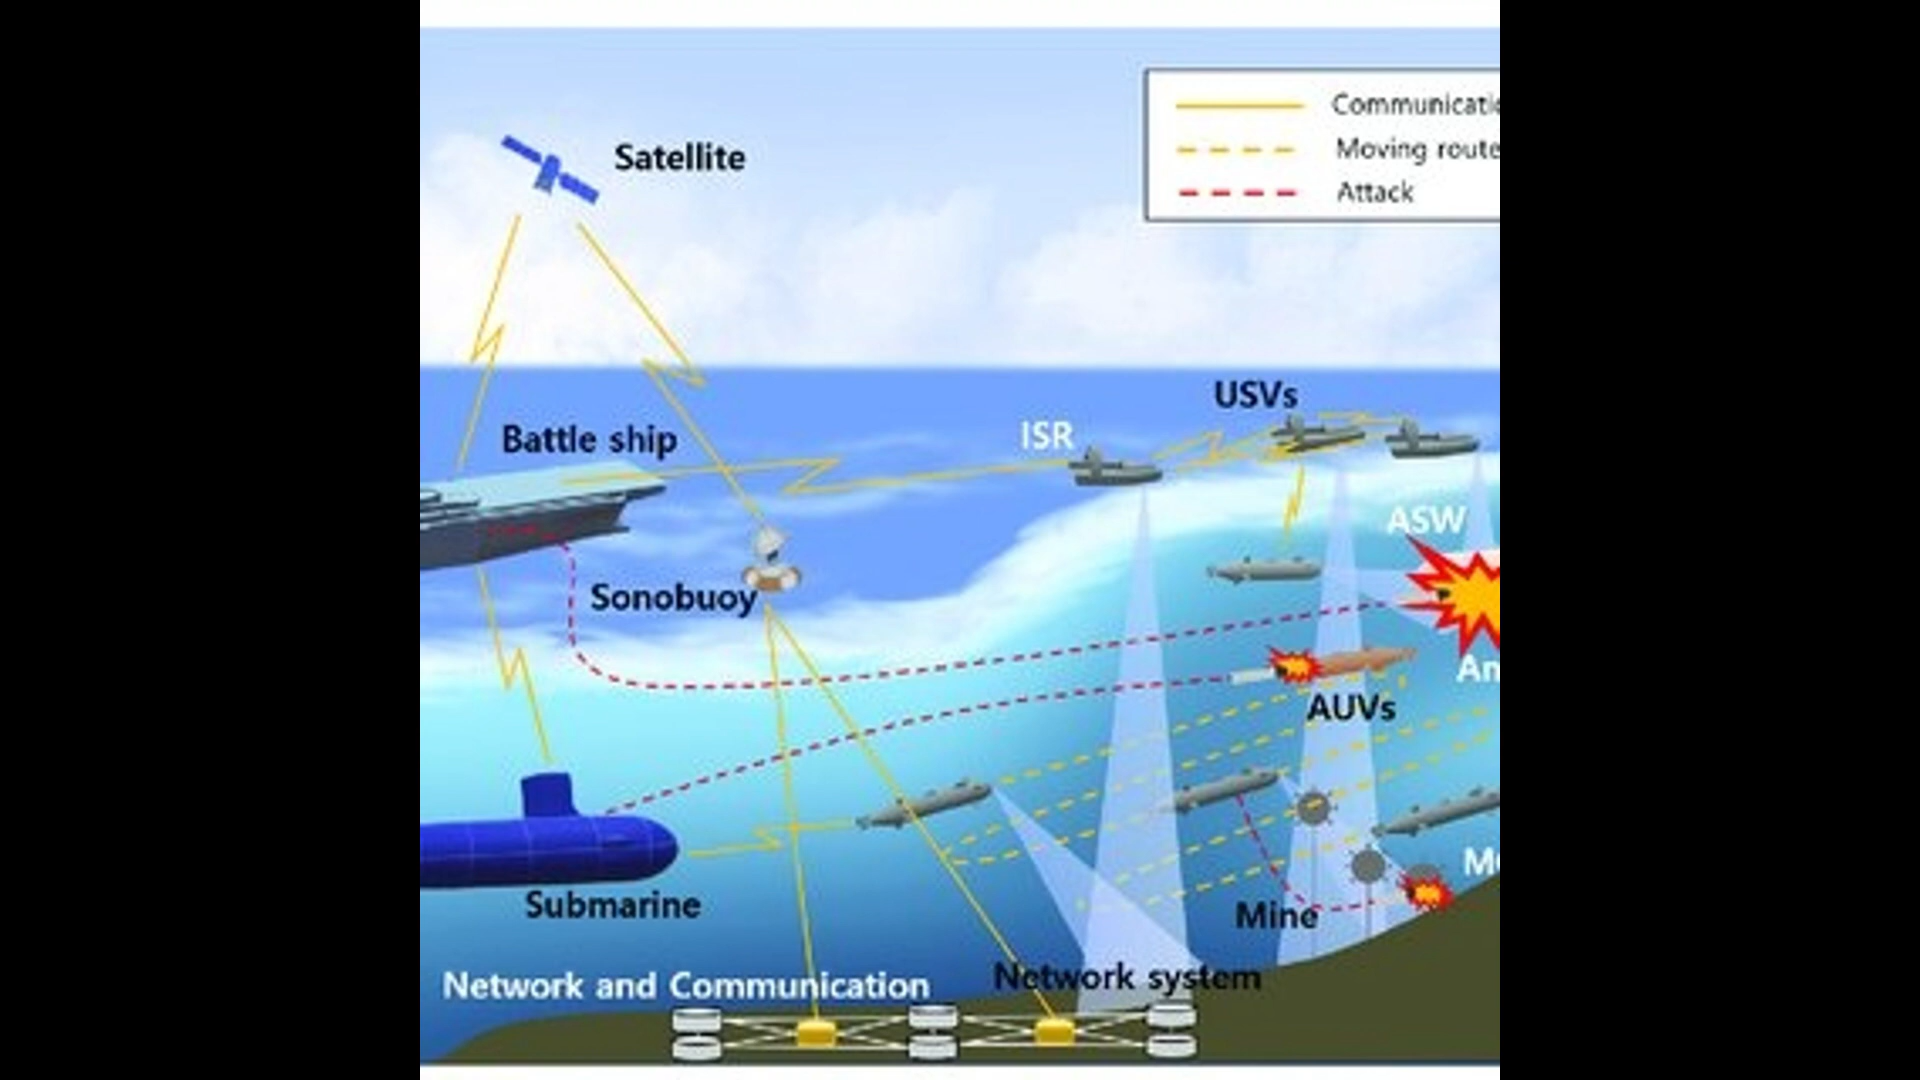 Communicatio
Moving route
Attack
Satellite
USVs
ISR
Battle ship
ASW
Sonobuoy
An
AUVs
M
Submarine
Mine
Network system
Network and Communication